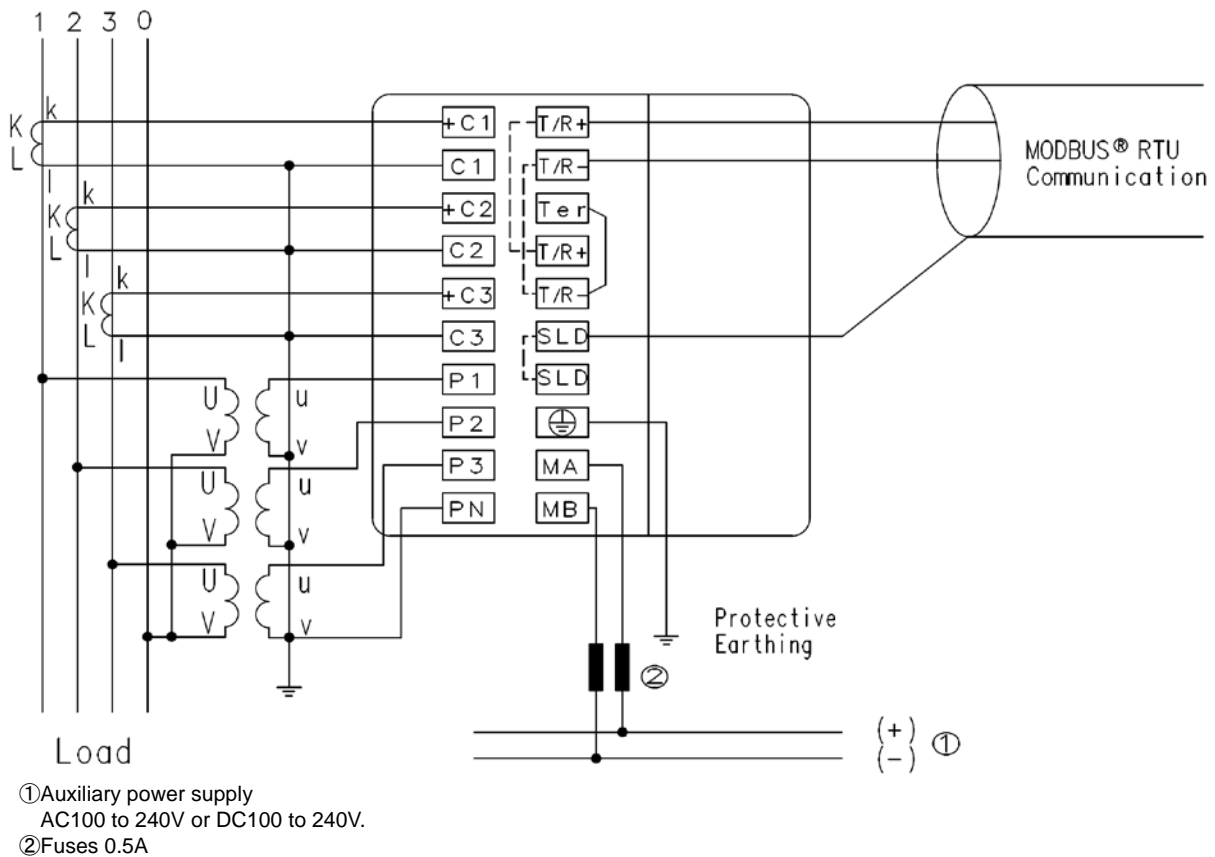 1 2 3 0
k
K
L
l
k
K
L
l
k
K
L
l
+C1 T/R+
C1 T/R-
+C2 Ter
C2 T/R+
+C3 T/R-
C3 SLD
P1 SLD
P2
P3 MA
PN MB
MODBUS® RTU
Communication
U u
V v
U u
V v
U u
V v
Protective
Earthing
②
(+)
(-) ①
Load
①Auxiliary power supply
AC100 to 240V or DC100 to 240V.
②Fuses 0.5A